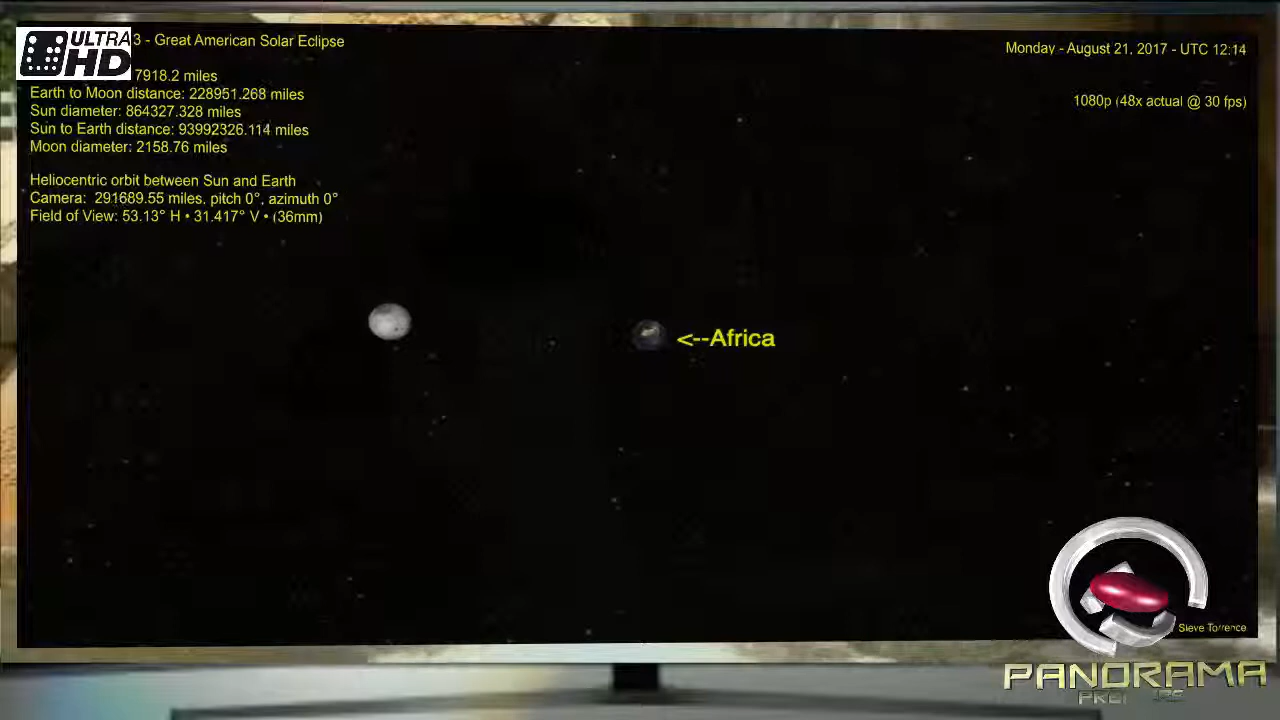 ULTRA HD
3 - Great American Solar Eclipse
7918.2 miles
Earth to Moon distance: 228951.268 miles
Sun diameter: 864327.328 miles
Sun to Earth distance: 93992326.114 miles
Moon diameter: 2158.76 miles
Heliocentric orbit between Sun and Earth
Camera: 291689.55 miles, pitch 0°, azimuth 0°
Field of View: 53.13° H • 31.417° V • (36mm)
Monday - August 21, 2017 - UTC 12:14
1080p (48x actual @ 30 fps)
<--Africa
Steve Torrence
PANORAMA